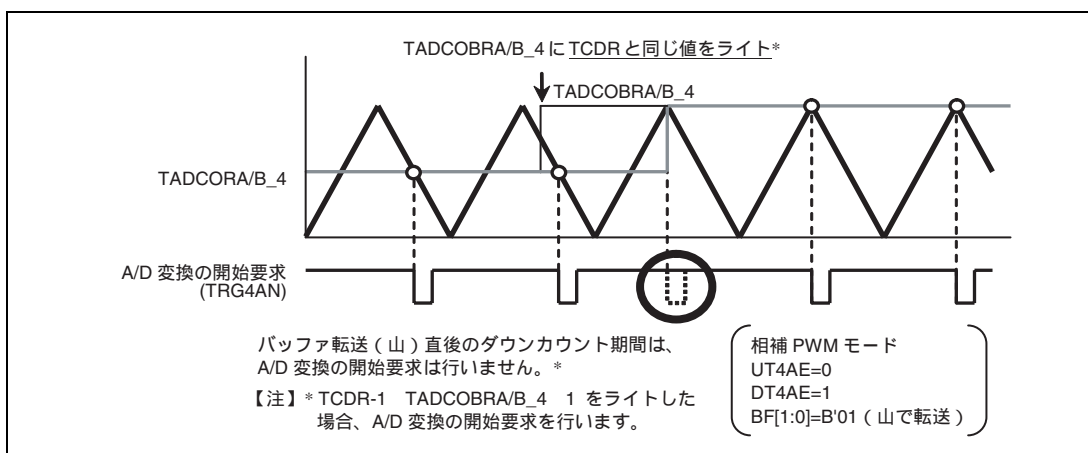 TADCOBRA/B_4 に TCDR と同じ値をライト*
TADCOBRA/B_4
TADCORA/B_4
A/D 変換の開始要求
(TRG4AN)
バッファ転送（山）直後のダウンカウント期間は、
A/D 変換の開始要求は行いません。*
【注】* TCDR-1 TADCOBRA/B_4 1 をライトした
場合、A/D 変換の開始要求を行います。
相補 PWM モード
UT4AE=0
DT4AE=1
BF[1:0]=B'01（山で転送）